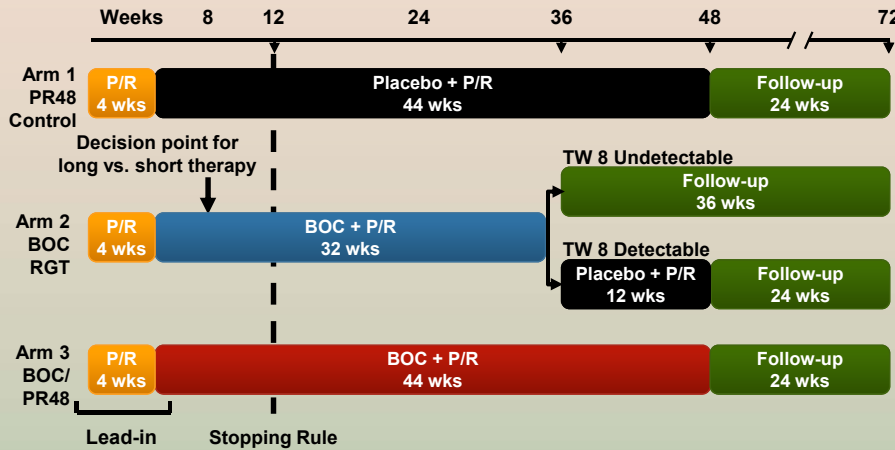 Weeks 8 12 24 36 48 72
Arm 1
PR48
Control
P/R
4 wks
Placebo + P/R
44 wks
Follow-up
24 wks
Decision point for
long vs. short therapy
TW 8 Undetectable
Follow-up
36 wks
Arm 2
BOC
RGT
P/R
4 wks
BOC + P/R
32 wks
TW 8 Detectable
Placebo + P/R
12 wks
Follow-up
24 wks
Arm 3
BOC/
PR48
P/R
4 wks
BOC + P/R
44 wks
Follow-up
24 wks
Lead-in
Stopping Rule